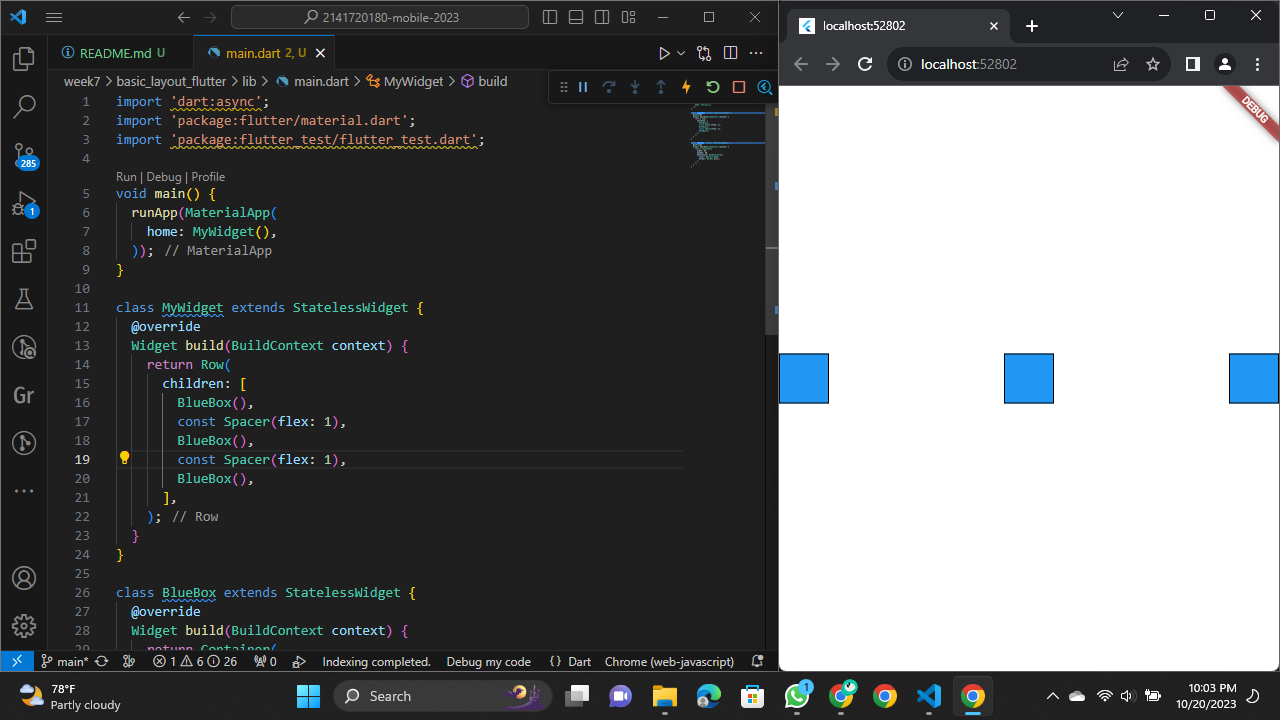 2141720180-mobile-2023
README.md U
main.dart 2, U
week7 > basic_layout_flutter > lib > main.dart > MyWidget > build
1 import 'dart:async';
2 import 'package:flutter/material.dart';
3 import 'package:flutter_test/flutter_test.dart';
4
Run | Debug | Profile
5 void main() {
6 runApp(MaterialApp(
7 home: MyWidget(),
8 )); // MaterialApp
9 }
10
11 class MyWidget extends StatelessWidget {
12 @override
13 Widget build(BuildContext context) {
14 return Row(
15 children: [
16 BlueBox(),
17 const Spacer(flex: 1),
18 BlueBox(),
19 const Spacer(flex: 1),
20 BlueBox(),
21 ],
22 ); // Row
23 }
24 }
25
26 class BlueBox extends StatelessWidget {
27 @override
28 Widget build(BuildContext context) {
29 return Container(
285
1
Gr
main* 1 6 26 0 Indexing completed. Debug my code { } Dart Chrome (web-javascript)
localhost:52802
localhost:52802
DEBUG
78°F
Partly cloudy
Search
1
10:03 PM
10/20/2023